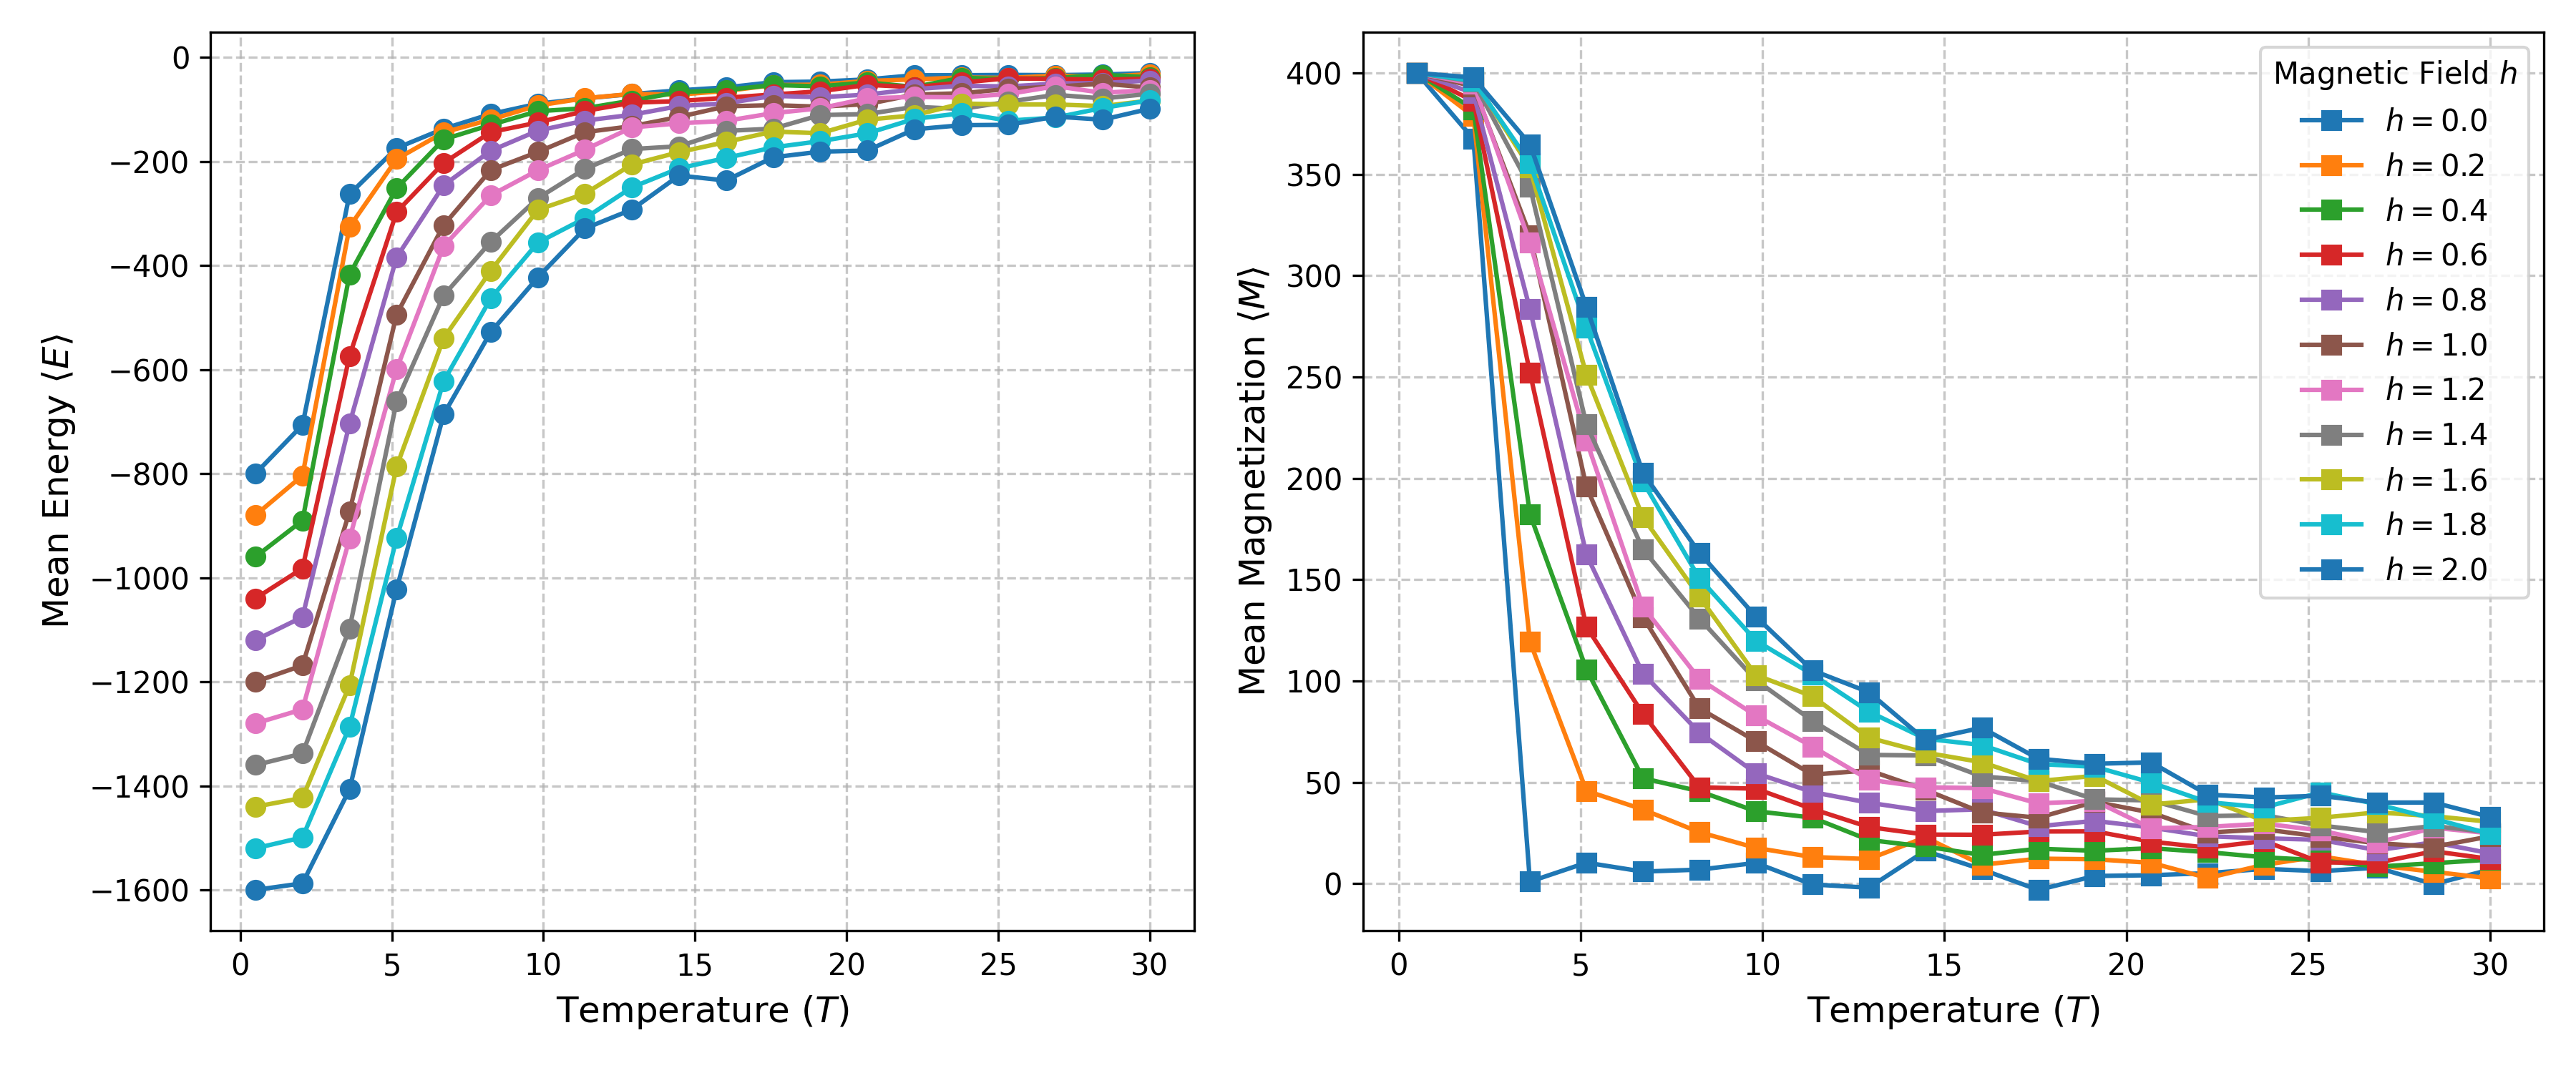 0
−200
−400
−600
−800
−1000
−1200
−1400
−1600
Mean Energy ⟨E⟩
0 5 10 15 20 25 30
Temperature (T)
400
350
300
250
200
150
100
50
0
Mean Magnetization ⟨M⟩
0 5 10 15 20 25 30
Temperature (T)
Magnetic Field h
h = 0.0
h = 0.2
h = 0.4
h = 0.6
h = 0.8
h = 1.0
h = 1.2
h = 1.4
h = 1.6
h = 1.8
h = 2.0